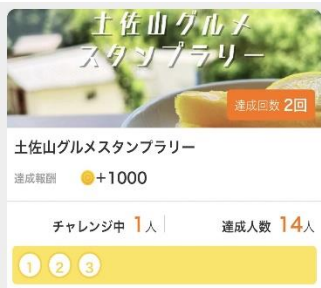 土佐山グルメ
スタンプラリー
達成回数 2回
土佐山グルメスタンプラリー
達成報酬 +1000
チャレンジ中 1人 達成人数 14人
1 2 3